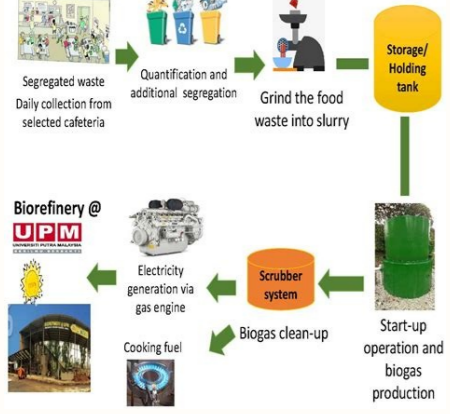 Segregated waste
Daily collection from
selected cafeteria
Quantification and
additional segregation
Grind the food
waste into slurry
Storage/
Holding
tank
Biorefinery @
UPM
UNIVERSITI PUTRA MALAYSIA
Electricity
generation via
gas engine
Scrubber
system
Biogas clean-up
Cooking fuel
Start-up
operation and
biogas
production